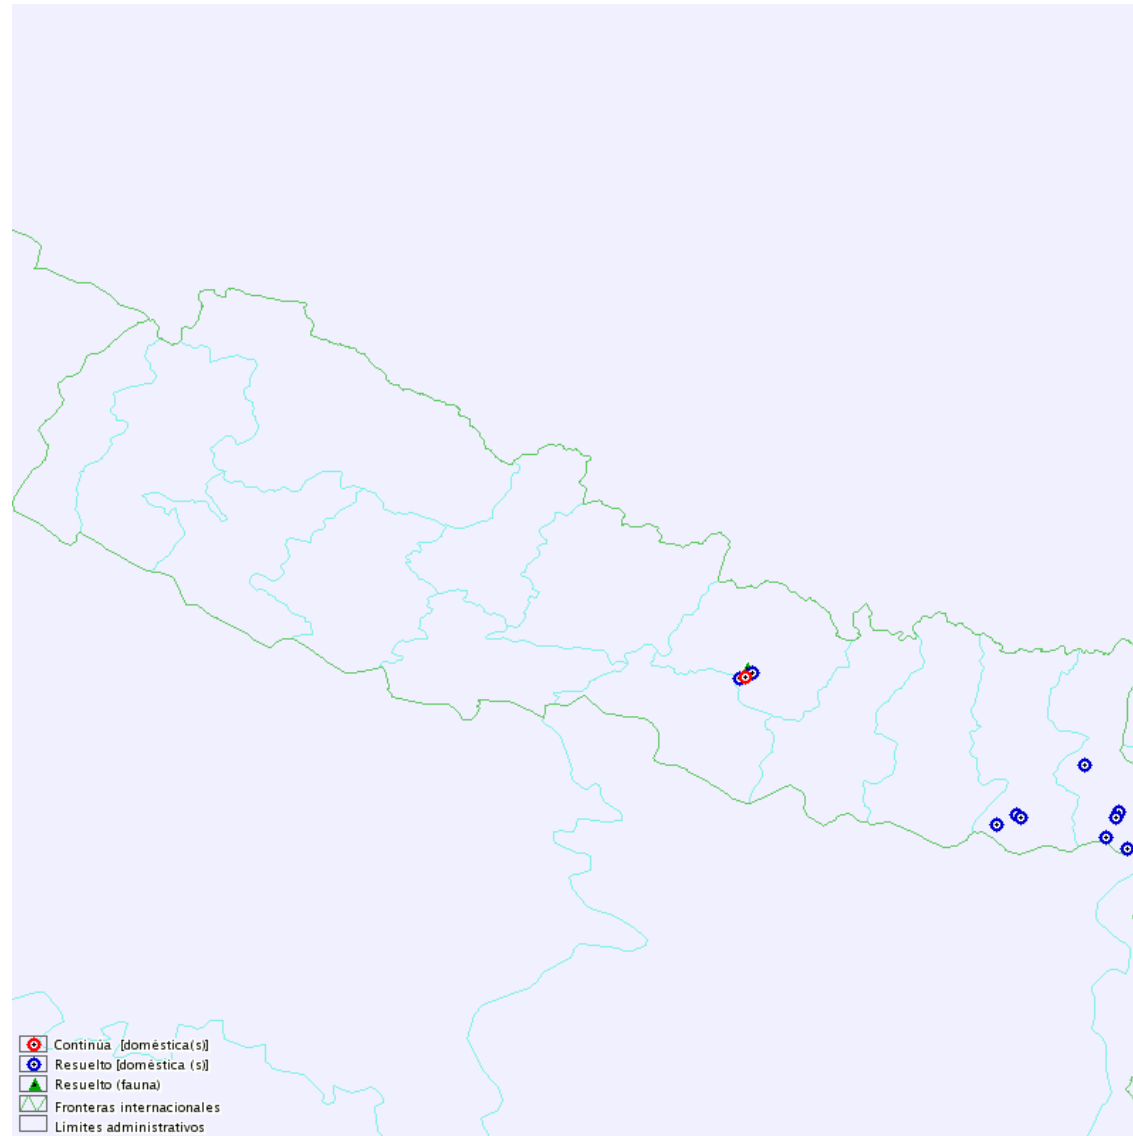 Continúa [doméstica(s)]
Resuelto [doméstica (s)]
Resuelto (fauna)
Fronteras internacionales
Límites administrativos